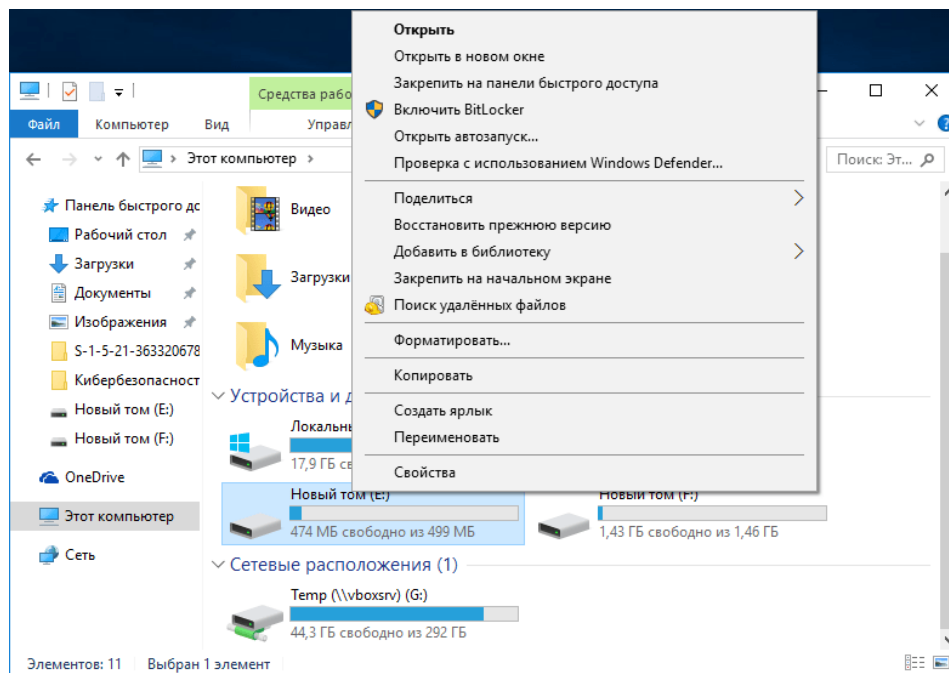 Средства рабо
Файл
Компьютер
Вид
Управл
Этот компьютер
Поиск: Эт...
Открыть
Открыть в новом окне
Закрепить на панели быстрого доступа
Включить BitLocker
Открыть автозапуск...
Проверка с использованием Windows Defender...
Поделиться
Восстановить прежнюю версию
Добавить в библиотеку
Закрепить на начальном экране
Поиск удалённых файлов
Форматировать...
Копировать
Создать ярлык
Переименовать
Свойства
Панель быстрого дс
Рабочий стол
Загрузки
Документы
Изображения
S-1-5-21-363320678
Кибербезопасност
Новый том (E:)
Новый том (F:)
OneDrive
Этот компьютер
Сеть
Видео
Загрузки
Музыка
Устройства и д
Локальн
17,9 ГБ св
Новый том (E:)
474 МБ свободно из 499 МБ
Новый том (F:)
1,43 ГБ свободно из 1,46 ГБ
Сетевые расположения (1)
Temp (\\vboxsrv) (G:)
44,3 ГБ свободно из 292 ГБ
Элементов: 11
Выбран 1 элемент